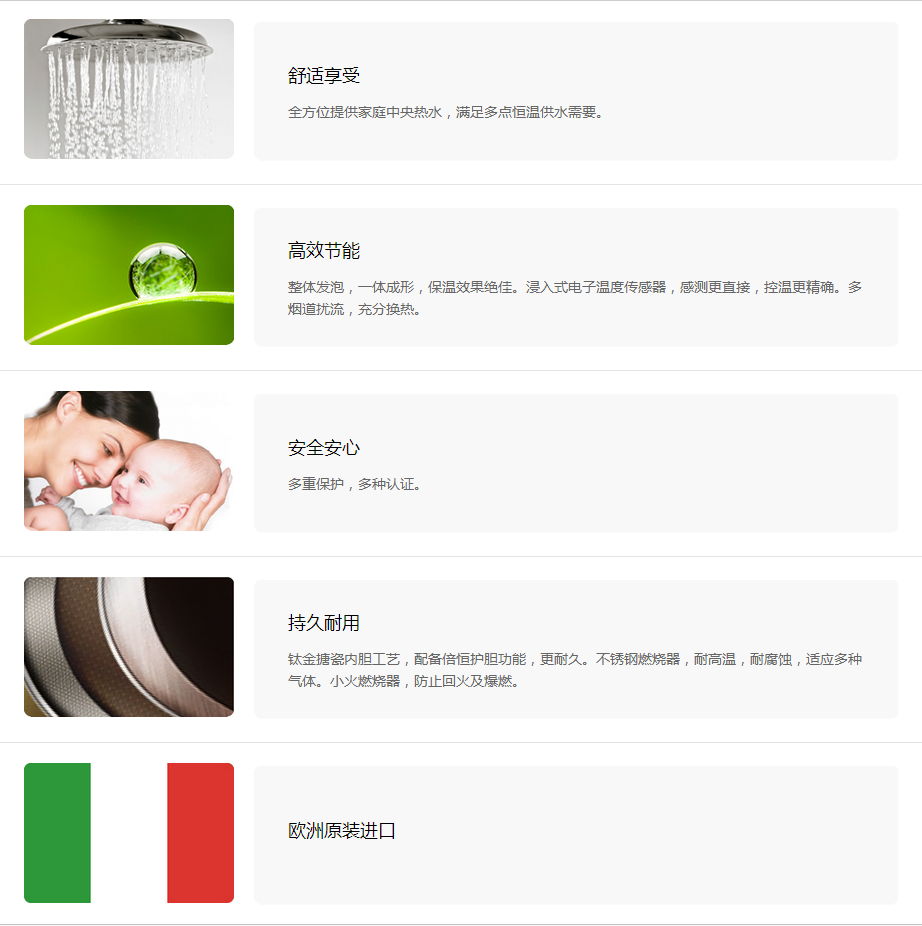 舒适享受
全方位提供家庭中央热水，满足多点恒温供水需要。
高效节能
整体发泡，一体成形，保温效果绝佳。浸入式电子温度传感器，感测更直接，控温更精确。多
烟道扰流，充分换热。
安全安心
多重保护，多种认证。
持久耐用
钛金搪瓷内胆工艺，配备倍恒护胆功能，更耐久。不锈钢燃烧器，耐高温，耐腐蚀，适应多种
气体。小火燃烧器，防止回火及爆燃。
欧洲原装进口